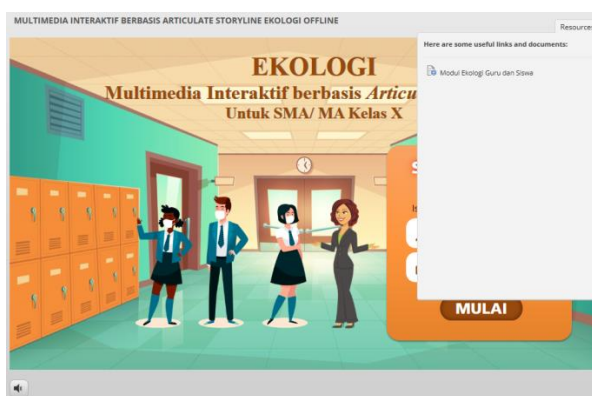 MULTIMEDIA INTERAKTIF BERBASIS ARTICULATE STORYLINE EKOLOGI OFFLINE
Resources
Here are some useful links and documents:
Modul Ekologi Guru dan Siswa
EKOLOGI
Multimedia Interaktif berbasis Articu
Untuk SMA/ MA Kelas X
S
MULAI